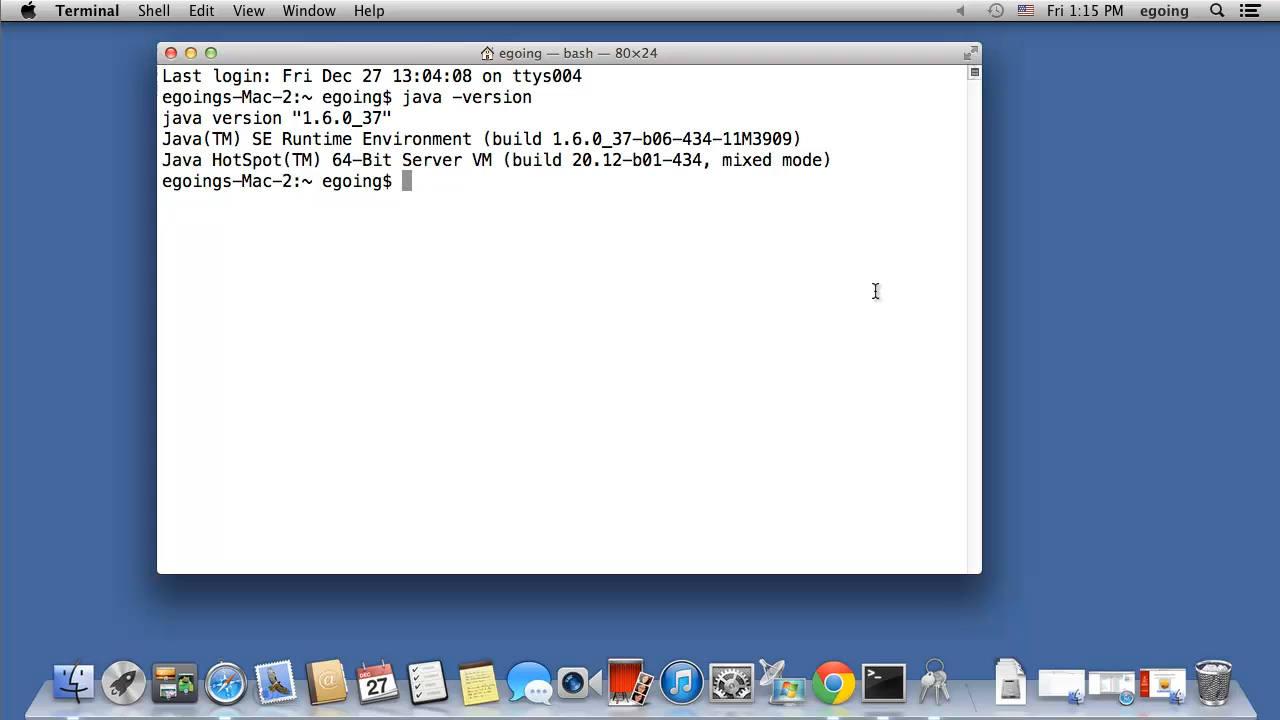 Terminal Shell Edit View Window Help Fri 1:15 PM egoing
egoing — bash — 80×24
Last login: Fri Dec 27 13:04:08 on ttys004
egoings-Mac-2:~ egoing$ java -version
java version "1.6.0_37"
Java(TM) SE Runtime Environment (build 1.6.0_37-b06-434-11M3909)
Java HotSpot(TM) 64-Bit Server VM (build 20.12-b01-434, mixed mode)
egoings-Mac-2:~ egoing$
DEC
27
>_